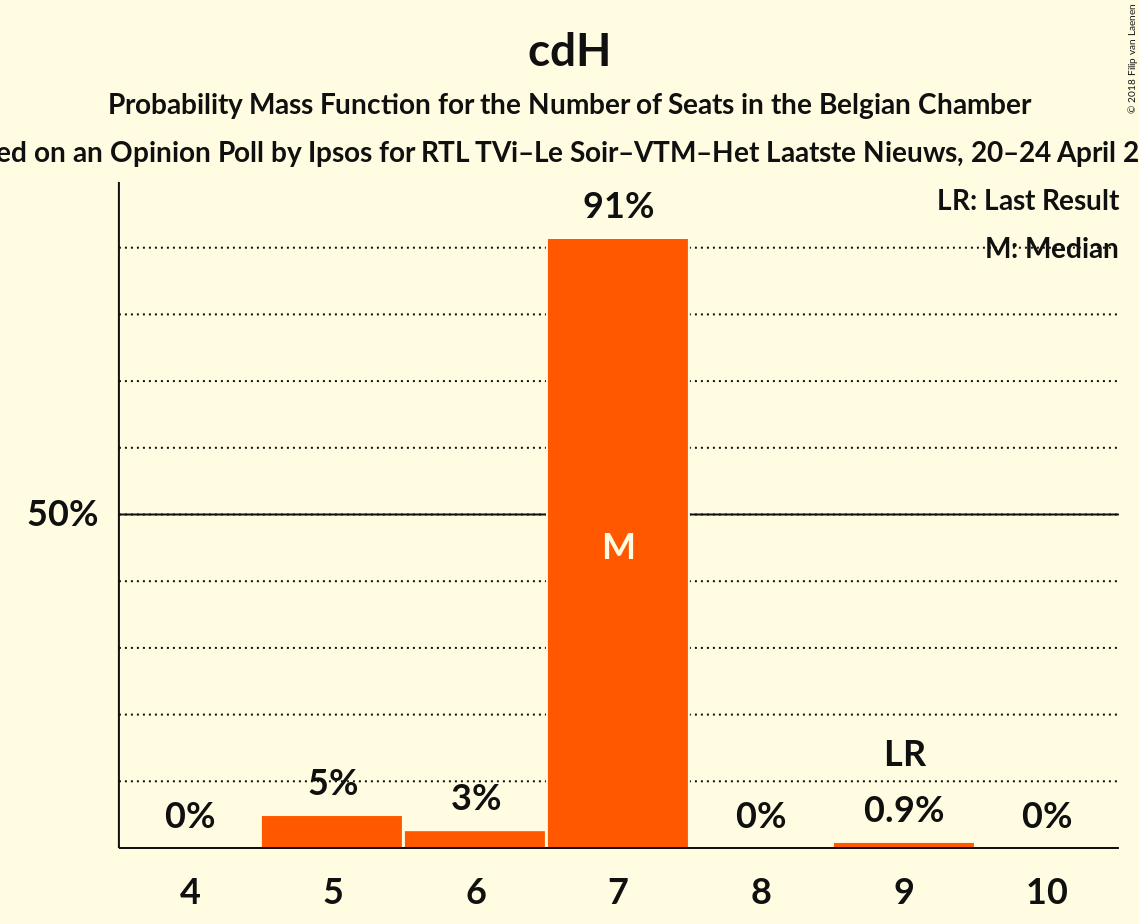 cdH
Probability Mass Function for the Number of Seats in the Belgian Chamber
ed on an Opinion Poll by Ipsos for RTL TVi–Le Soir–VTM–Het Laatste Nieuws, 20–24 April 2
© 2018 Filip van Laenen
LR: Last Result
M: Median
91%
50%
M
LR
5%
3%
0%
0%
0.9%
0%
4 5 6 7 8 9 10